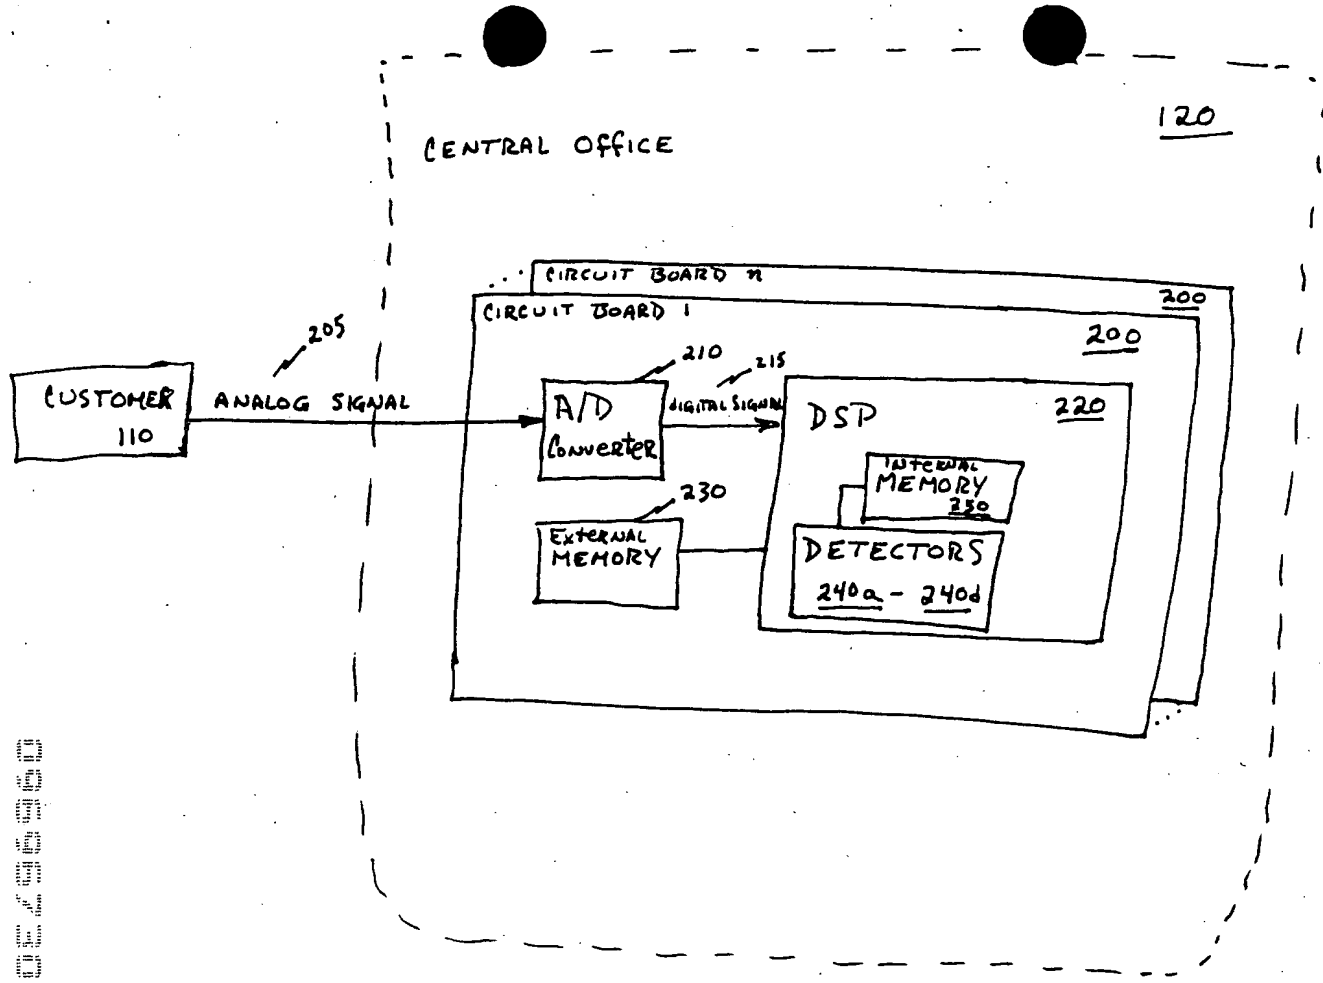 120
CENTRAL OFFICE
CIRCUIT BOARD n
200
CIRCUIT BOARD 1
200
205
210
215
CUSTOMER
110
ANALOG SIGNAL
A/D
Converter
DIGITAL SIGNAL
DSP
220
INTERNAL
MEMORY
250
230
External
MEMORY
DETECTORS
240a - 240d
09696730